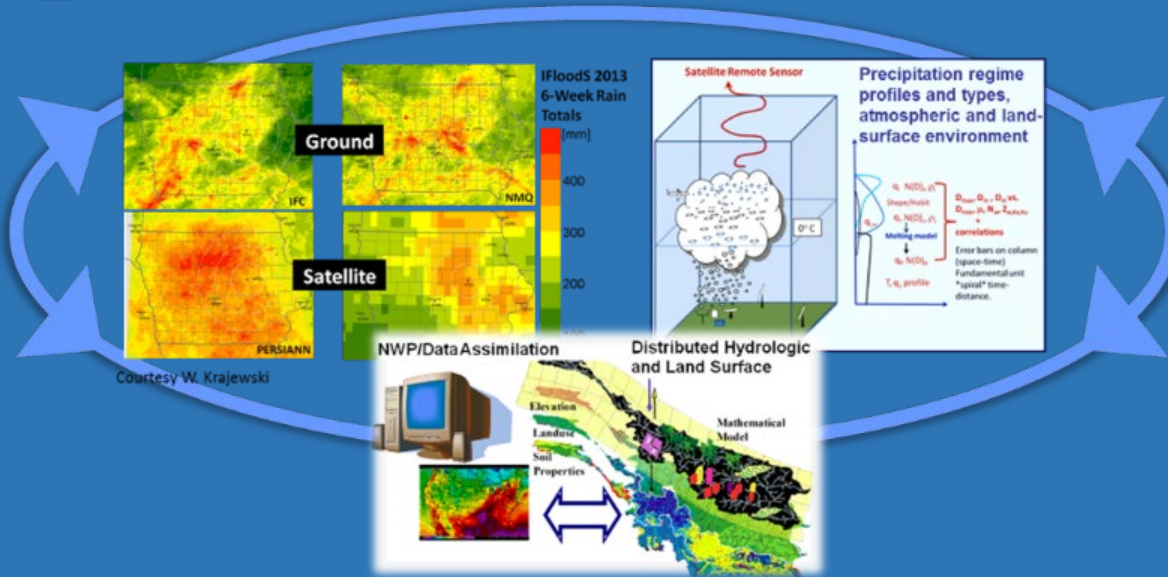 IFloodS 2013
6-Week Rain
Totals
[mm]
400
300
200
Ground
IFC
NMQ
Satellite
PERSIANN
Courtesy W. Krajewski
Satellite Remote Sensor
0° C
Precipitation regime
profiles and types,
atmospheric and land-
surface environment
Shape/Habit
Melting model
correlations
Error bars on column
(space-time)
Fundamental unit
*spiral* time-
distance.
profile
NWP/Data Assimilation
Distributed Hydrologic
and Land Surface
Elevation
Landuse
Soil
Properties
Mathematical
Model